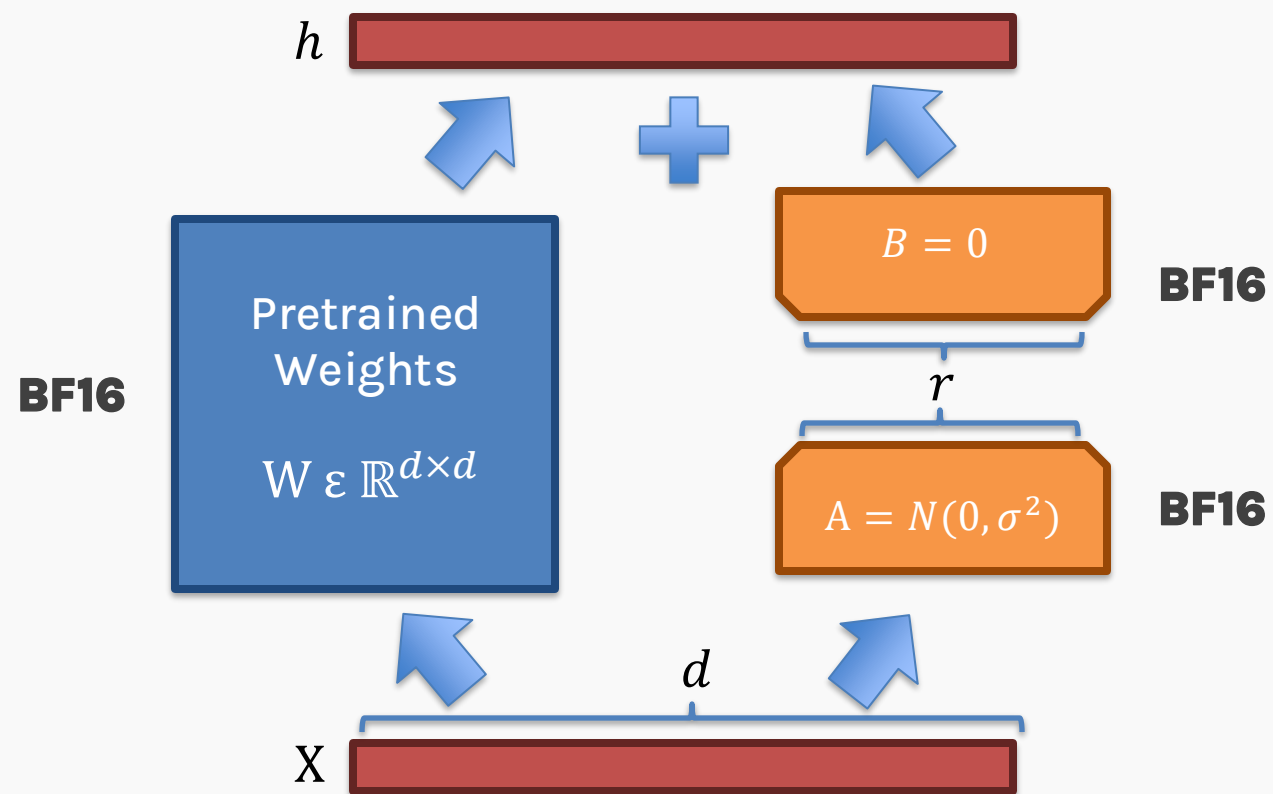 h
B = 0
BF16
Pretrained
Weights
BF16
r
W ε ℝ^{d×d}
A = N(0, σ²)
BF16
d
X